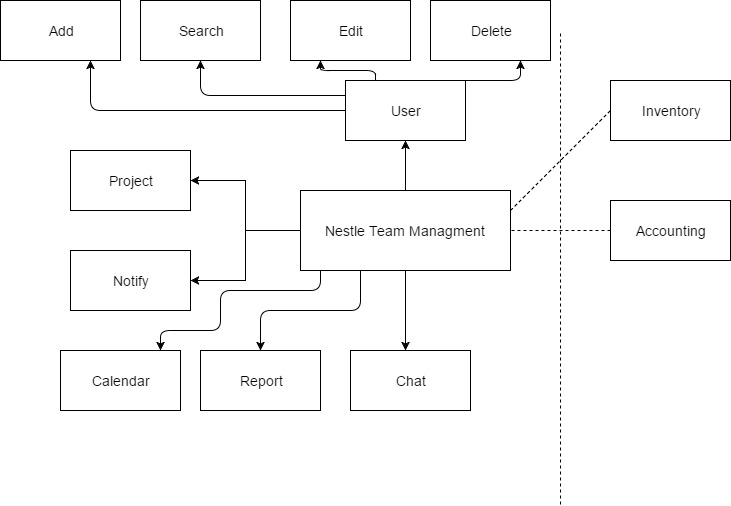 Add
Search
Edit
Delete
User
Inventory
Project
Nestle Team Managment
Accounting
Notify
Calendar
Report
Chat